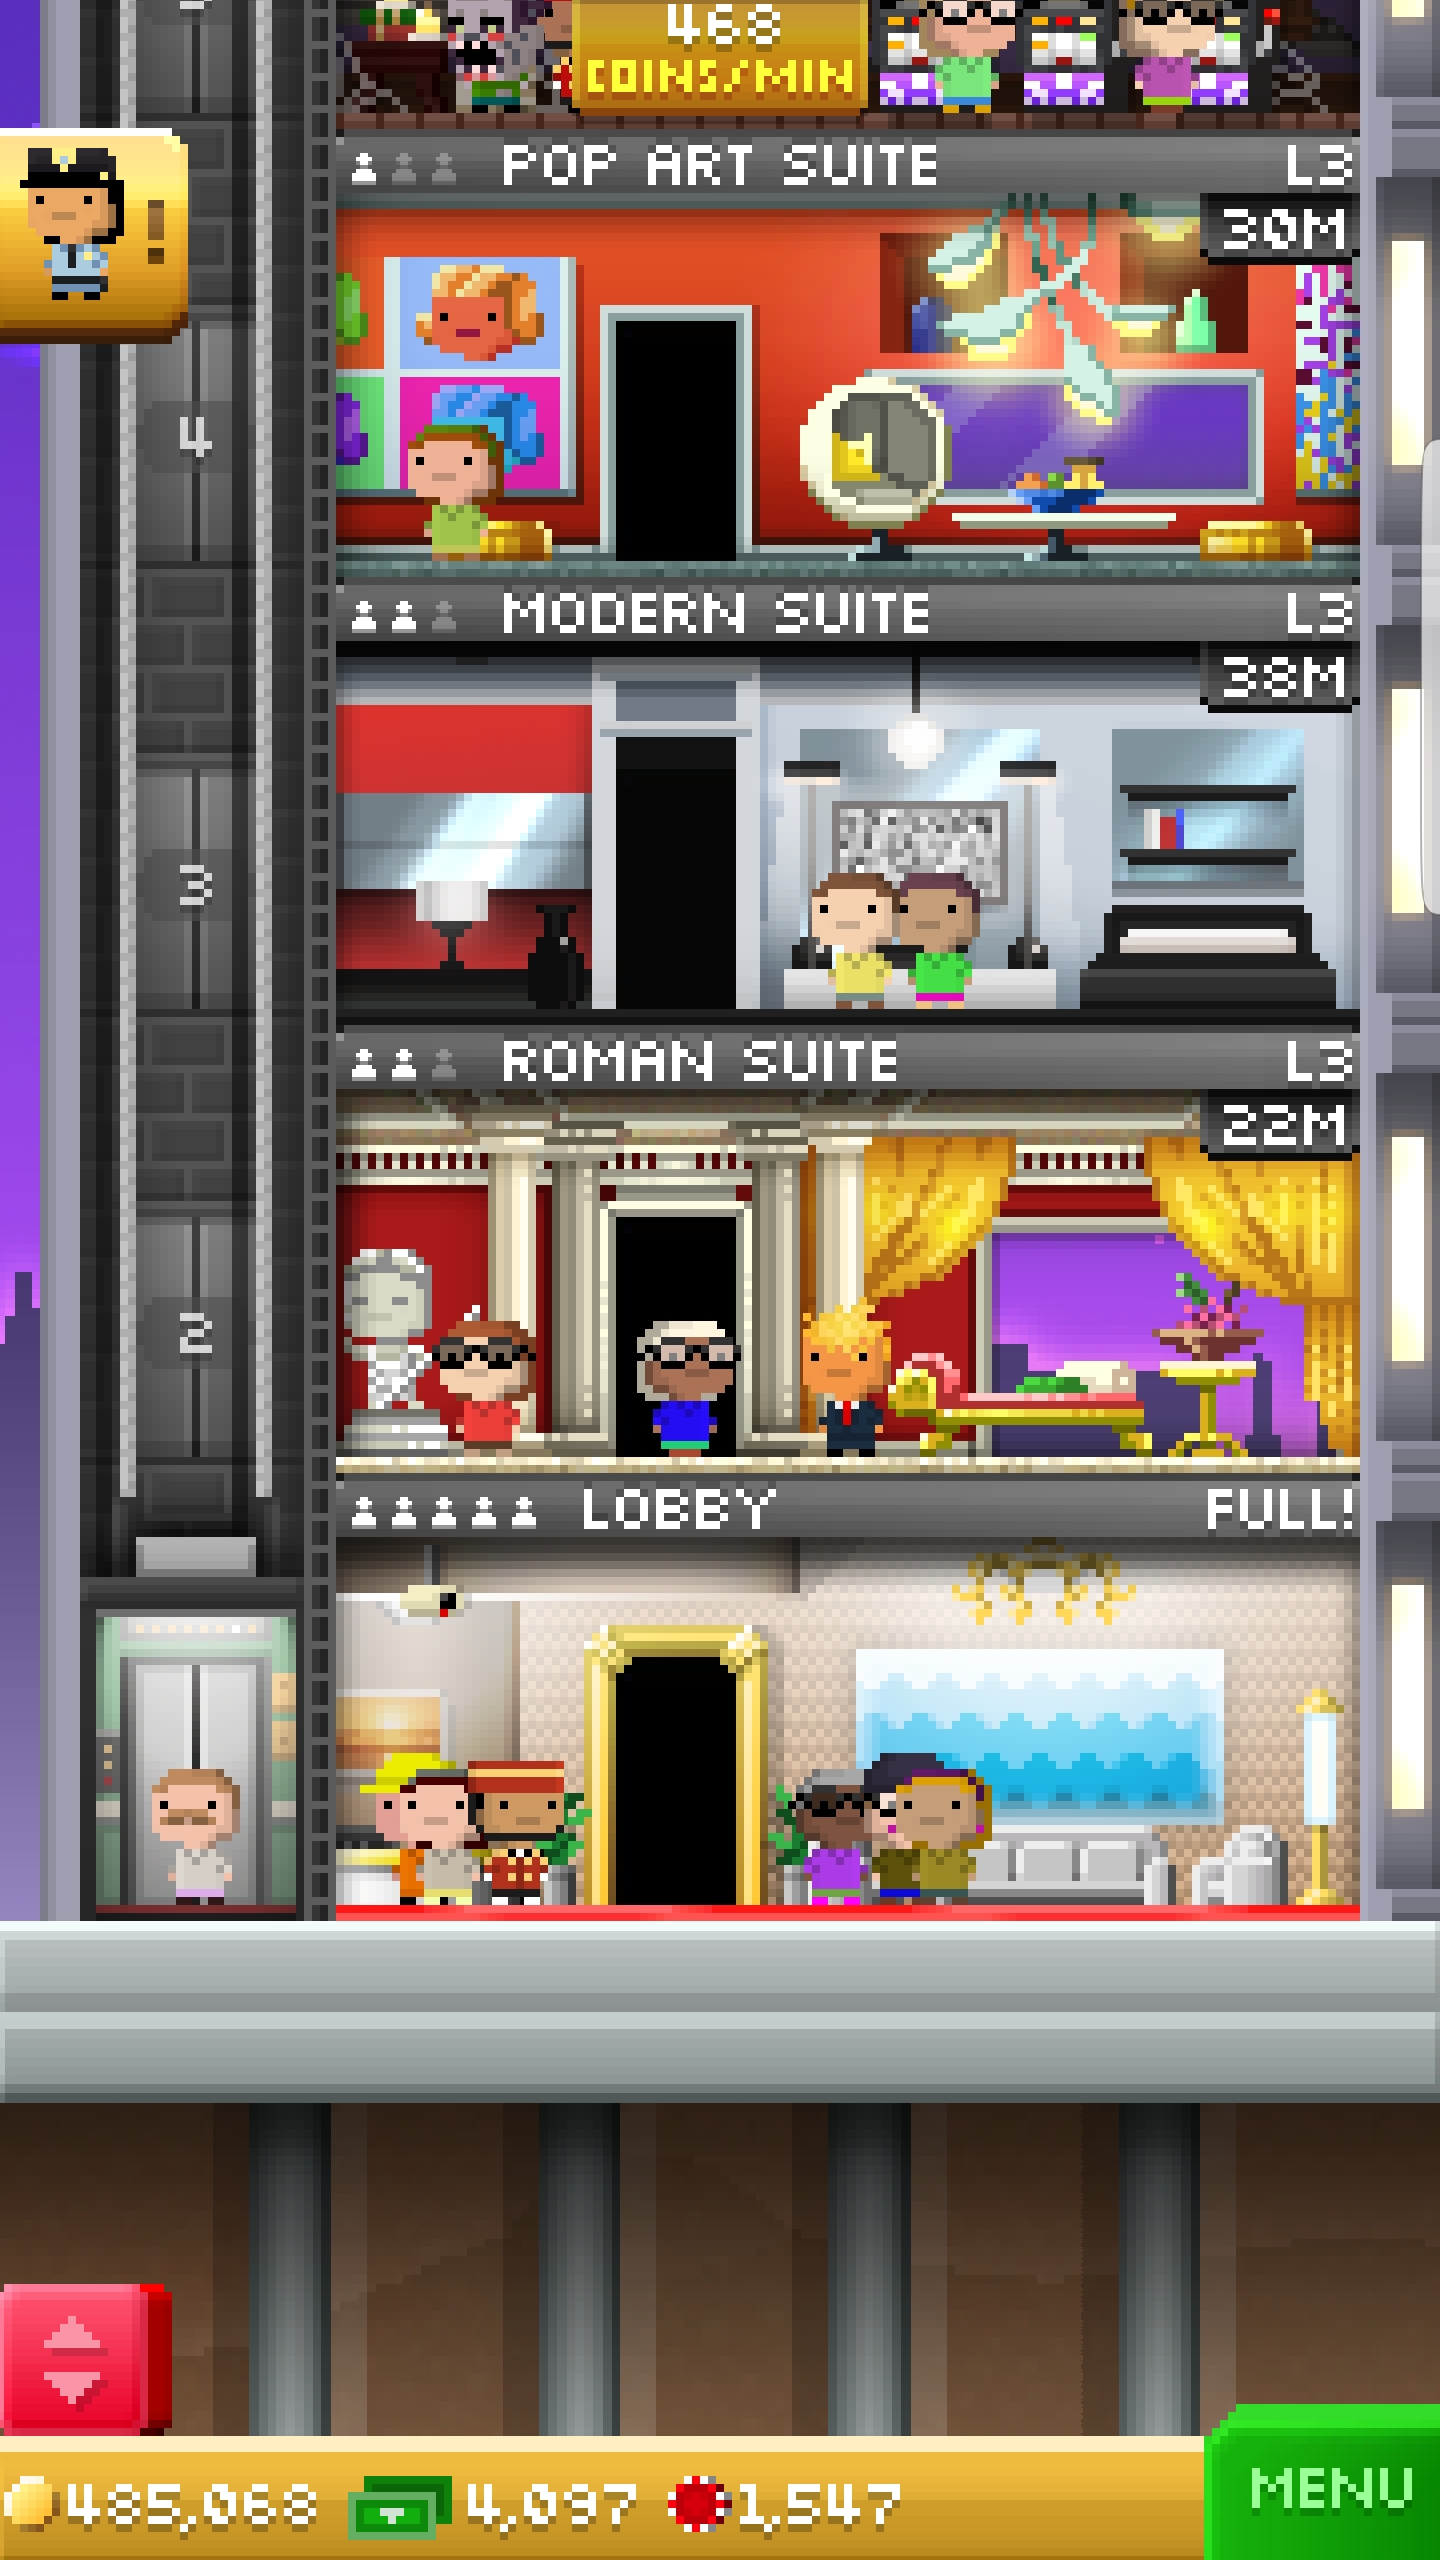 468
COINS/MIN
!
POP ART SUITE L3
30M
4
MODERN SUITE L3
38M
3
ROMAN SUITE L3
22M
2
LOBBY FULL!
485,068 4,097 1,547
MENU